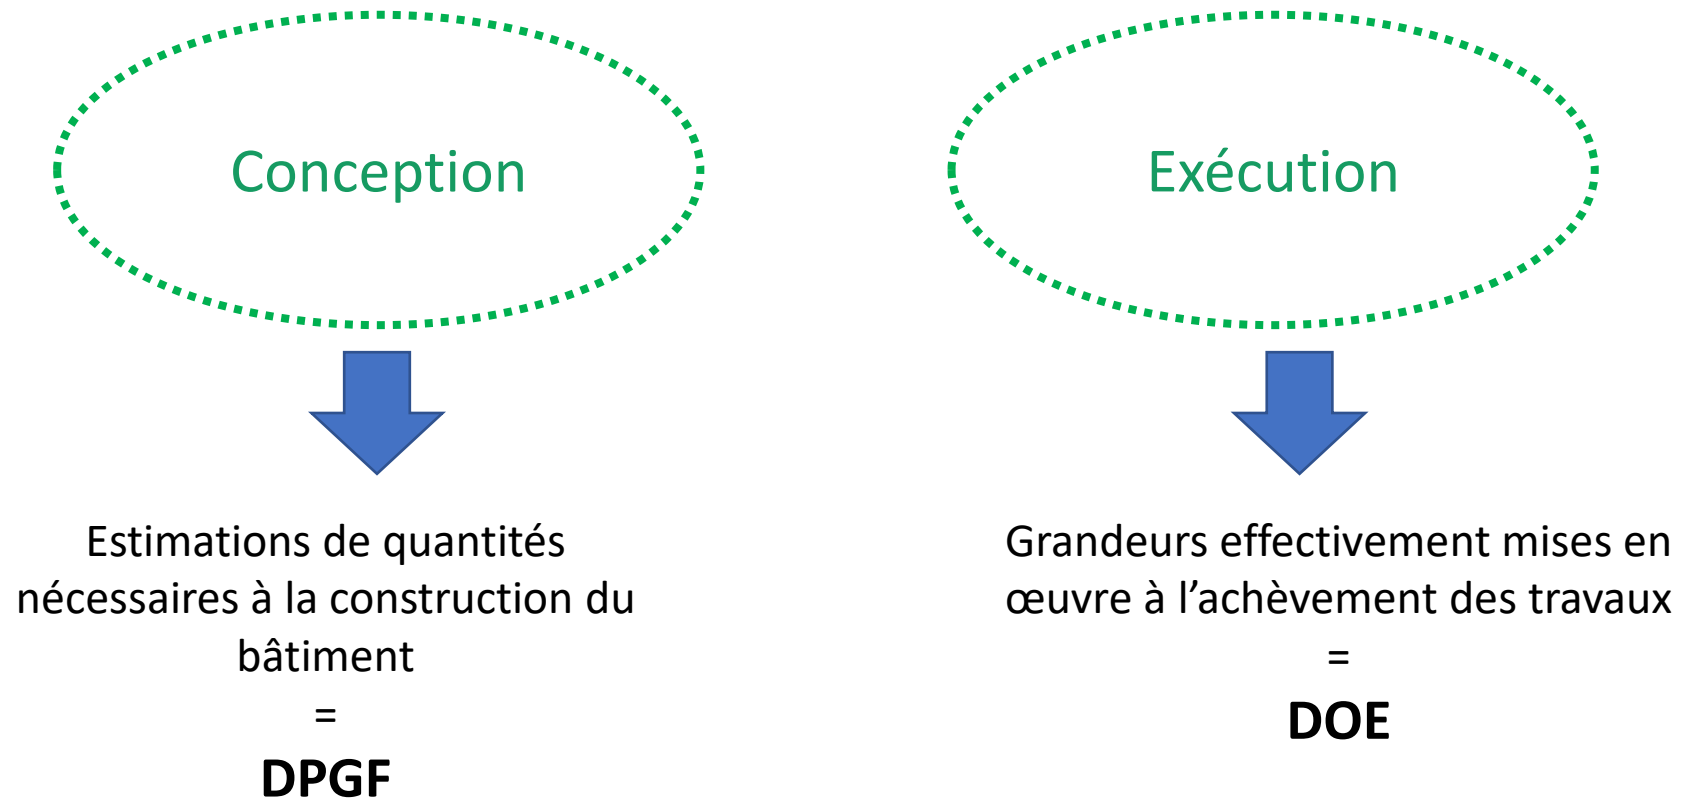 Conception
Estimations de quantités
nécessaires à la construction du
bâtiment
=
DPGF
Exécution
Grandeurs effectivement mises en
œuvre à l’achèvement des travaux
=
DOE